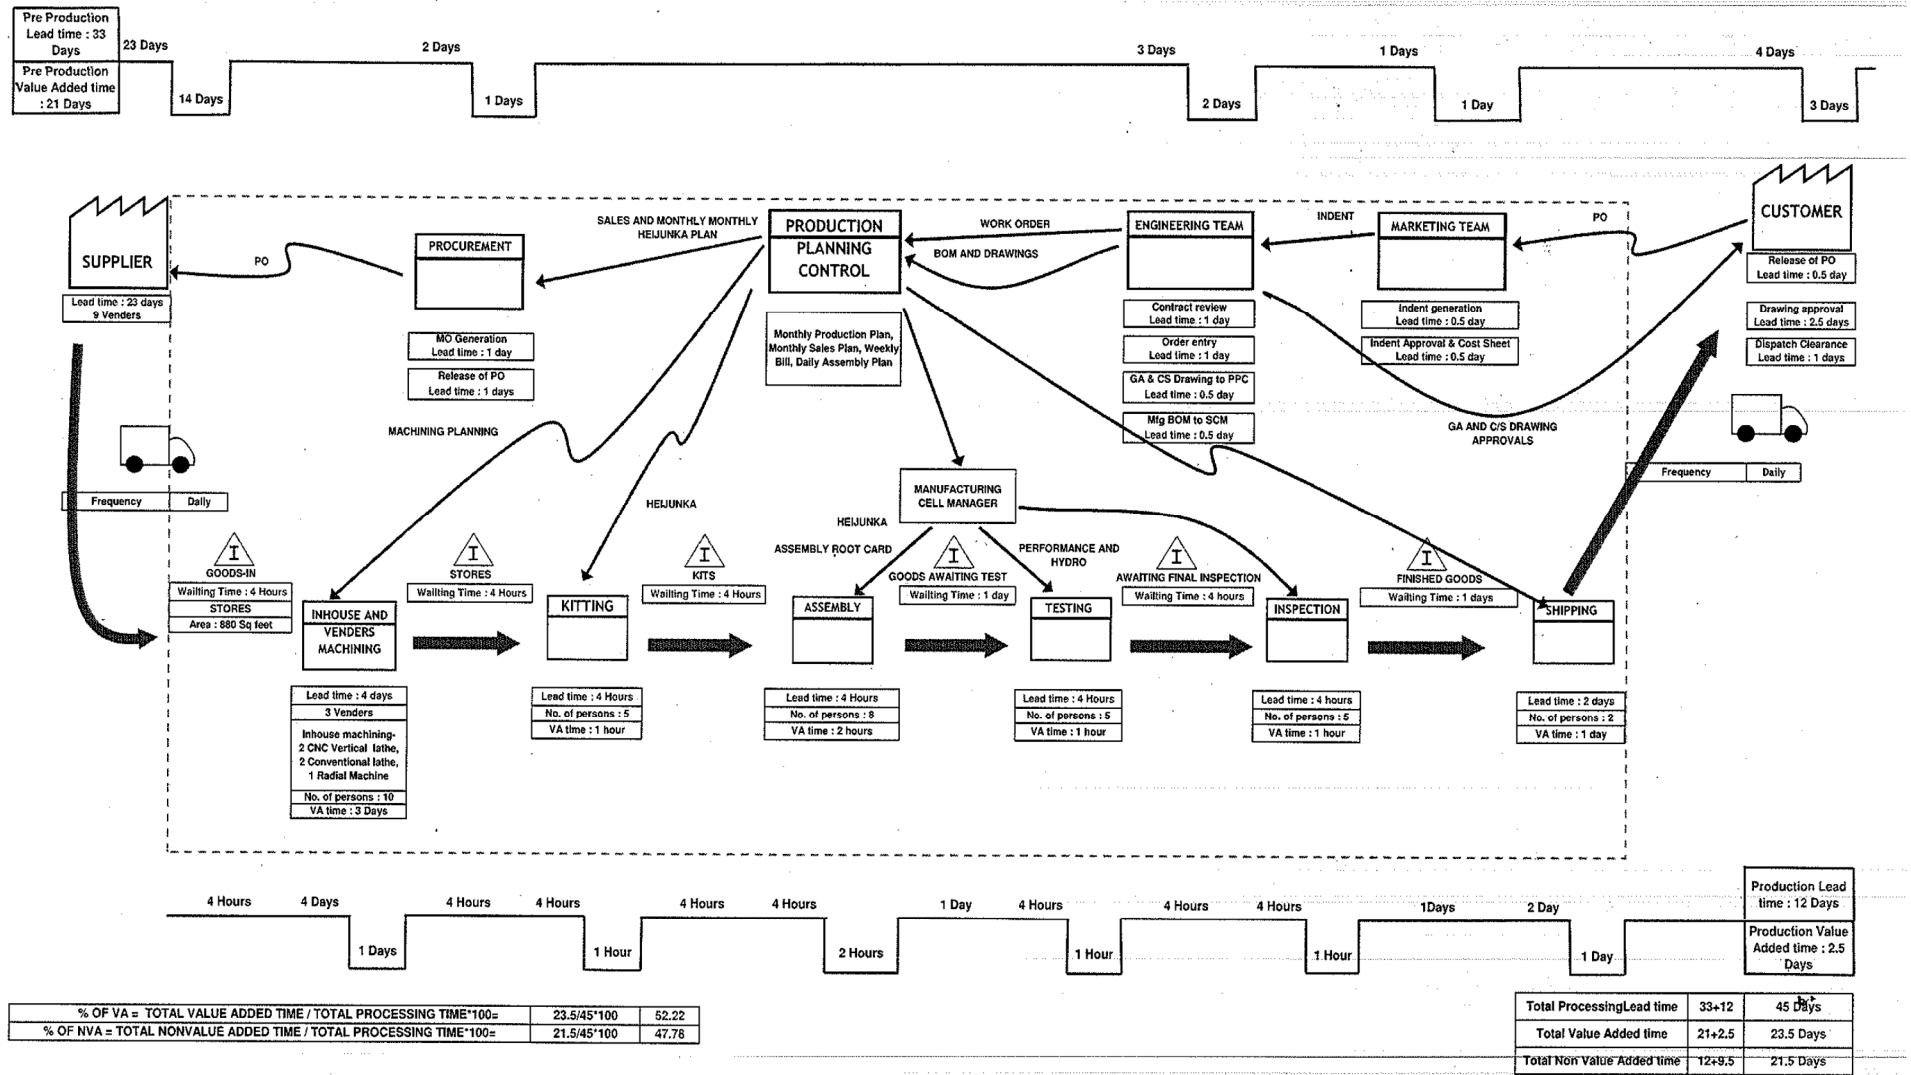 Pre Production
Lead time : 33
Days
Pre Production
Value Added time
: 21 Days
23 Days
14 Days
2 Days
1 Days
3 Days
2 Days
1 Days
1 Day
4 Days
3 Days
SUPPLIER
Lead time : 23 days
9 Venders
PO
PROCUREMENT
MO Generation
Lead time : 1 day
Release of PO
Lead time : 1 days
SALES AND MONTHLY MONTHLY
HEIJUNKA PLAN
PRODUCTION
PLANNING
CONTROL
Monthly Production Plan,
Monthly Sales Plan, Weekly
Bill, Daily Assembly Plan
WORK ORDER
BOM AND DRAWINGS
ENGINEERING TEAM
Contract review
Lead time : 1 day
Order entry
Lead time : 1 day
GA & CS Drawing to PPC
Lead time : 0.5 day
Mfg BOM to SCM
Lead time : 0.5 day
INDENT
MARKETING TEAM
Indent generation
Lead time : 0.5 day
Indent Approval & Cost Sheet
Lead time : 0.5 day
PO
CUSTOMER
Release of PO
Lead time : 0.5 day
Drawing approval
Lead time : 2.5 days
Dispatch Clearance
Lead time : 1 days
GA AND C/S DRAWING
APPROVALS
MACHINING PLANNING
HEIJUNKA
MANUFACTURING
CELL MANAGER
HEIJUNKA
ASSEMBLY ROOT CARD
PERFORMANCE AND
HYDRO
Frequency Daily
Frequency Daily
I
GOODS-IN
Waitting Time : 4 Hours
STORES
Area : 880 Sq feet
INHOUSE AND
VENDERS
MACHINING
Lead time : 4 days
3 Venders
Inhouse machining-
2 CNC Vertical lathe,
2 Conventional lathe,
1 Radial Machine
No. of persons : 10
VA time : 3 Days
I
STORES
Waitting Time : 4 Hours
KITTING
Lead time : 4 Hours
No. of persons : 5
VA time : 1 hour
I
KITS
Waitting Time : 4 Hours
ASSEMBLY
Lead time : 4 Hours
No. of persons : 8
VA time : 2 hours
I
GOODS AWAITING TEST
Waitting Time : 1 day
TESTING
Lead time : 4 Hours
No. of persons : 5
VA time : 1 hour
I
AWAITING FINAL INSPECTION
Waitting Time : 4 hours
INSPECTION
Lead time : 4 hours
No. of persons : 5
VA time : 1 hour
I
FINISHED GOODS
Waitting Time : 1 days
SHIPPING
Lead time : 2 days
No. of persons : 2
VA time : 1 day
4 Hours 4 Days 4 Hours 4 Hours 4 Hours 4 Hours 1 Day 4 Hours 4 Hours 4 Hours 1Days 2 Day
1 Days 1 Hour 2 Hours 1 Hour 1 Hour 1 Day
Production Lead
time : 12 Days
Production Value
Added time : 2.5
Days
% OF VA = TOTAL VALUE ADDED TIME / TOTAL PROCESSING TIME*100= 23.5/45*100 52.22
% OF NVA = TOTAL NONVALUE ADDED TIME / TOTAL PROCESSING TIME*100= 21.5/45*100 47.78
Total ProcessingLead time 33+12 45 Days
Total Value Added time 21+2.5 23.5 Days
Total Non Value Added time 12+9.5 21.5 Days